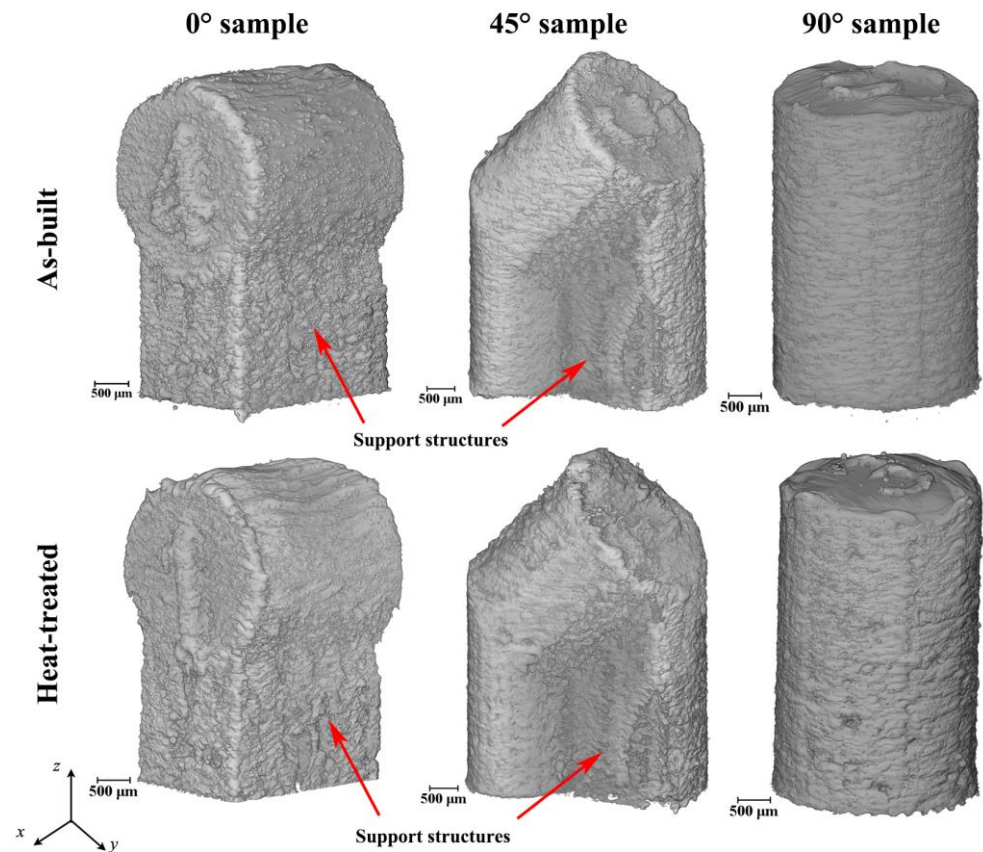 0° sample
45° sample
90° sample
As-built
500 μm
500 μm
500 μm
Support structures
Heat-treated
500 μm
500 μm
500 μm
Support structures
z
x
y